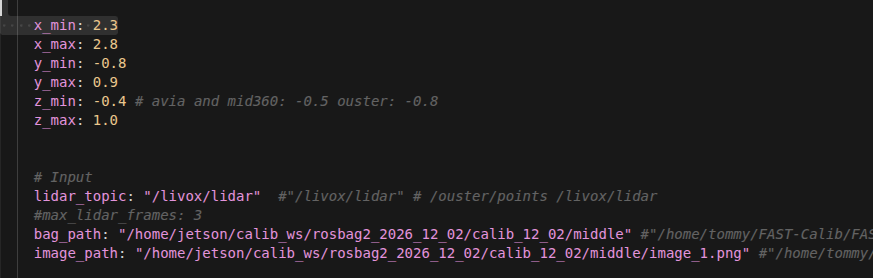 x_min: 2.3
x_max: 2.8
y_min: -0.8
y_max: 0.9
z_min: -0.4 # avia and mid360: -0.5 ouster: -0.8
z_max: 1.0
# Input
lidar_topic: "/livox/lidar"  #"/livox/lidar" # /ouster/points /livox/lidar
#max_lidar_frames: 3
bag_path: "/home/jetson/calib_ws/rosbag2_2026_12_02/calib_12_02/middle" #"/home/tommy/FAST-Calib/FAS
image_path: "/home/jetson/calib_ws/rosbag2_2026_12_02/calib_12_02/middle/image_1.png" #"/home/tommy/